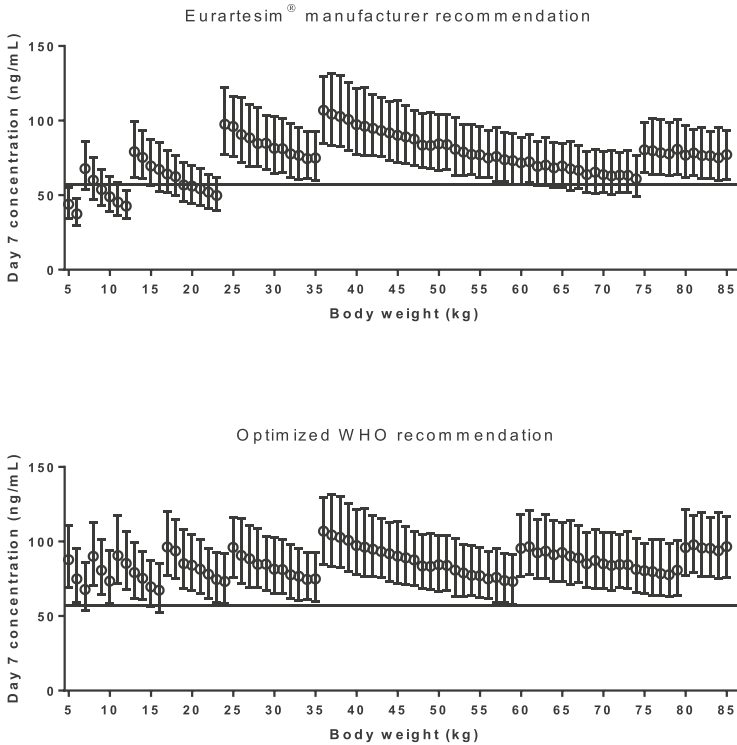 Eurartesim® manufacturer recommendation
Day 7 concentration (ng/mL)
150
100
50
0
5 10 15 20 25 30 35 40 45 50 55 60 65 70 75 80 85
Body weight (kg)
Optimized WHO recommendation
Day 7 concentration (ng/mL)
150
100
50
0
5 10 15 20 25 30 35 40 45 50 55 60 65 70 75 80 85
Body weight (kg)